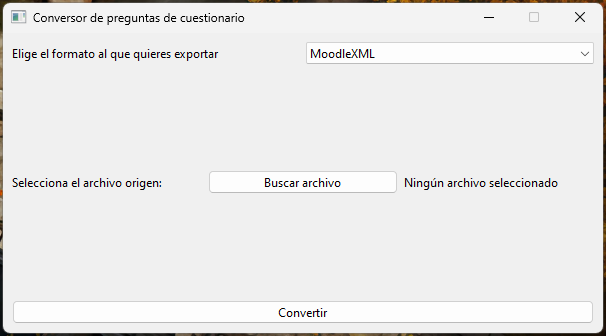 Conversor de preguntas de cuestionario
Elige el formato al que quieres exportar
MoodleXML
Selecciona el archivo origen:
Buscar archivo
Ningún archivo seleccionado
Convertir